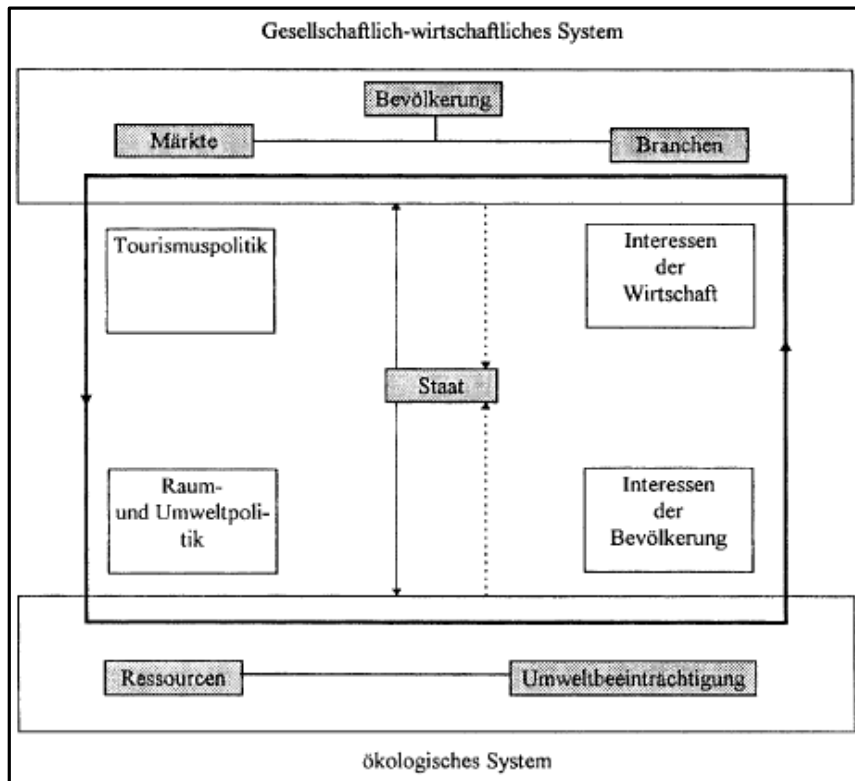 Gesellschaftlich-wirtschaftliches System
Bevölkerung
Märkte
Branchen
Tourismuspolitik
Interessen
der
Wirtschaft
Staat
Raum-
und Umweltpoli-
tik
Interessen
der
Bevölkerung
Ressourcen
Umweltbeeinträchtigung
ökologisches System